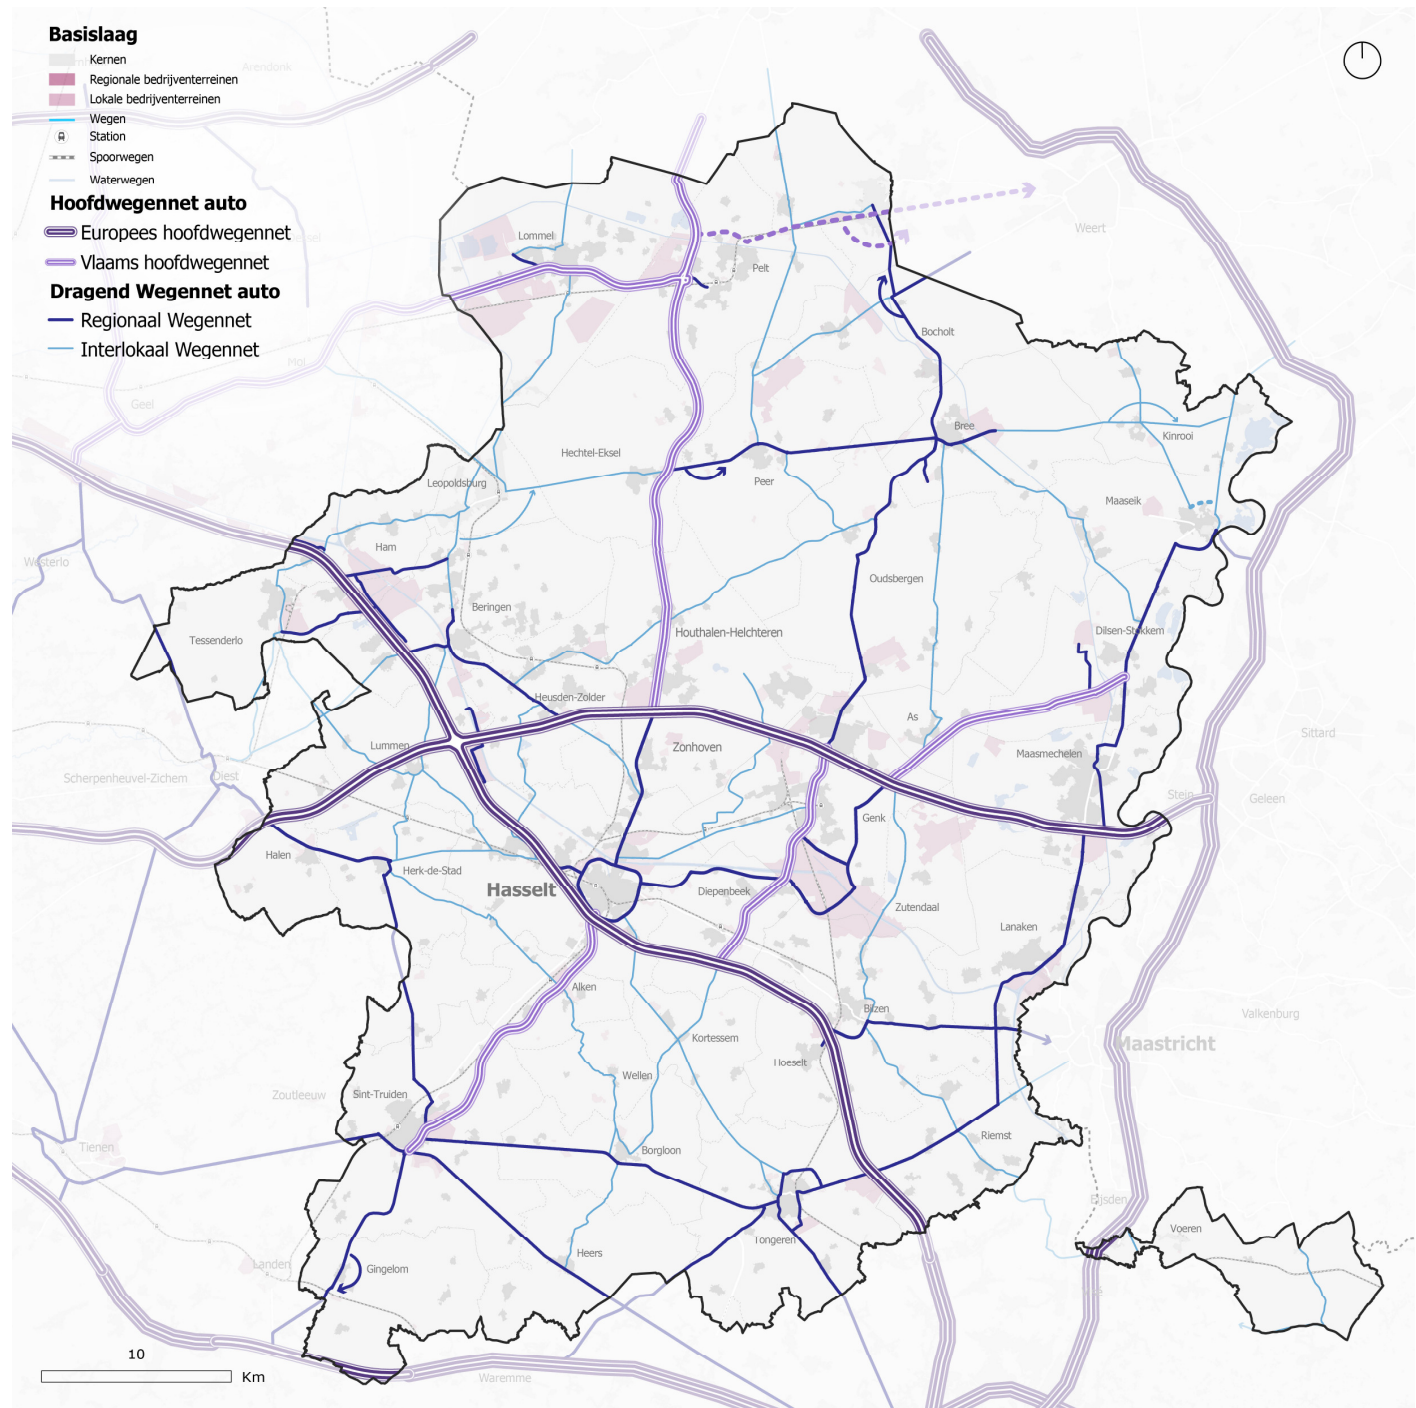 Basislaag
Kernen
Regionale bedrijventerreinen
Lokale bedrijventerreinen
Wegen
Station
Spoorwegen
Waterwegen
Hoofdwegennet auto
Europees hoofdwegennet
Vlaams hoofdwegennet
Dragend Wegennet auto
Regionaal Wegennet
Interlokaal Wegennet
Arendonk
Weert
Lommel
Pelt
Bocholt
Mol
Geel
Bree
Kinrooi
Hechtel-Eksel
Peer
Leopoldsburg
Maaseik
Ham
Westerlo
Oudsbergen
Beringen
Tessenderlo
Houthalen-Helchteren
Dilsen-Stokkem
Heusden-Zolder
As
Sittard
Lummen
Zonhoven
Maasmechelen
Scherpenheuvel-Zichem
Diest
Stein
Geleen
Genk
Halen
Herk-de-Stad
Hasselt
Diepenbeek
Zutendaal
Lanaken
Alken
Bilzen
Valkenburg
Kortessem
Maastricht
Hoeselt
Wellen
Zoutleeuw
Sint-Truiden
Riemst
Tienen
Borgloon
Eijsden
Voeren
Tongeren
Heers
Landen
Gingelom
10
Km
Waremme